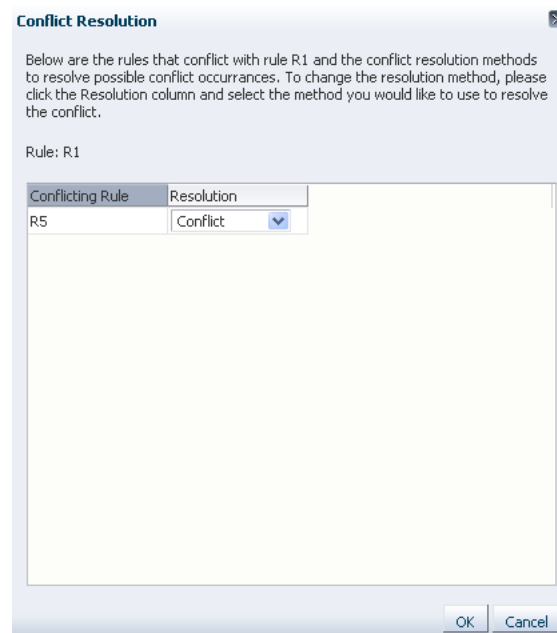 Conflict Resolution
Below are the rules that conflict with rule R1 and the conflict resolution methods
to resolve possible conflict occurrances. To change the resolution method, please
click the Resolution column and select the method you would like to use to resolve
the conflict.
Rule: R1
Conflicting Rule Resolution
R5 Conflict
OK Cancel